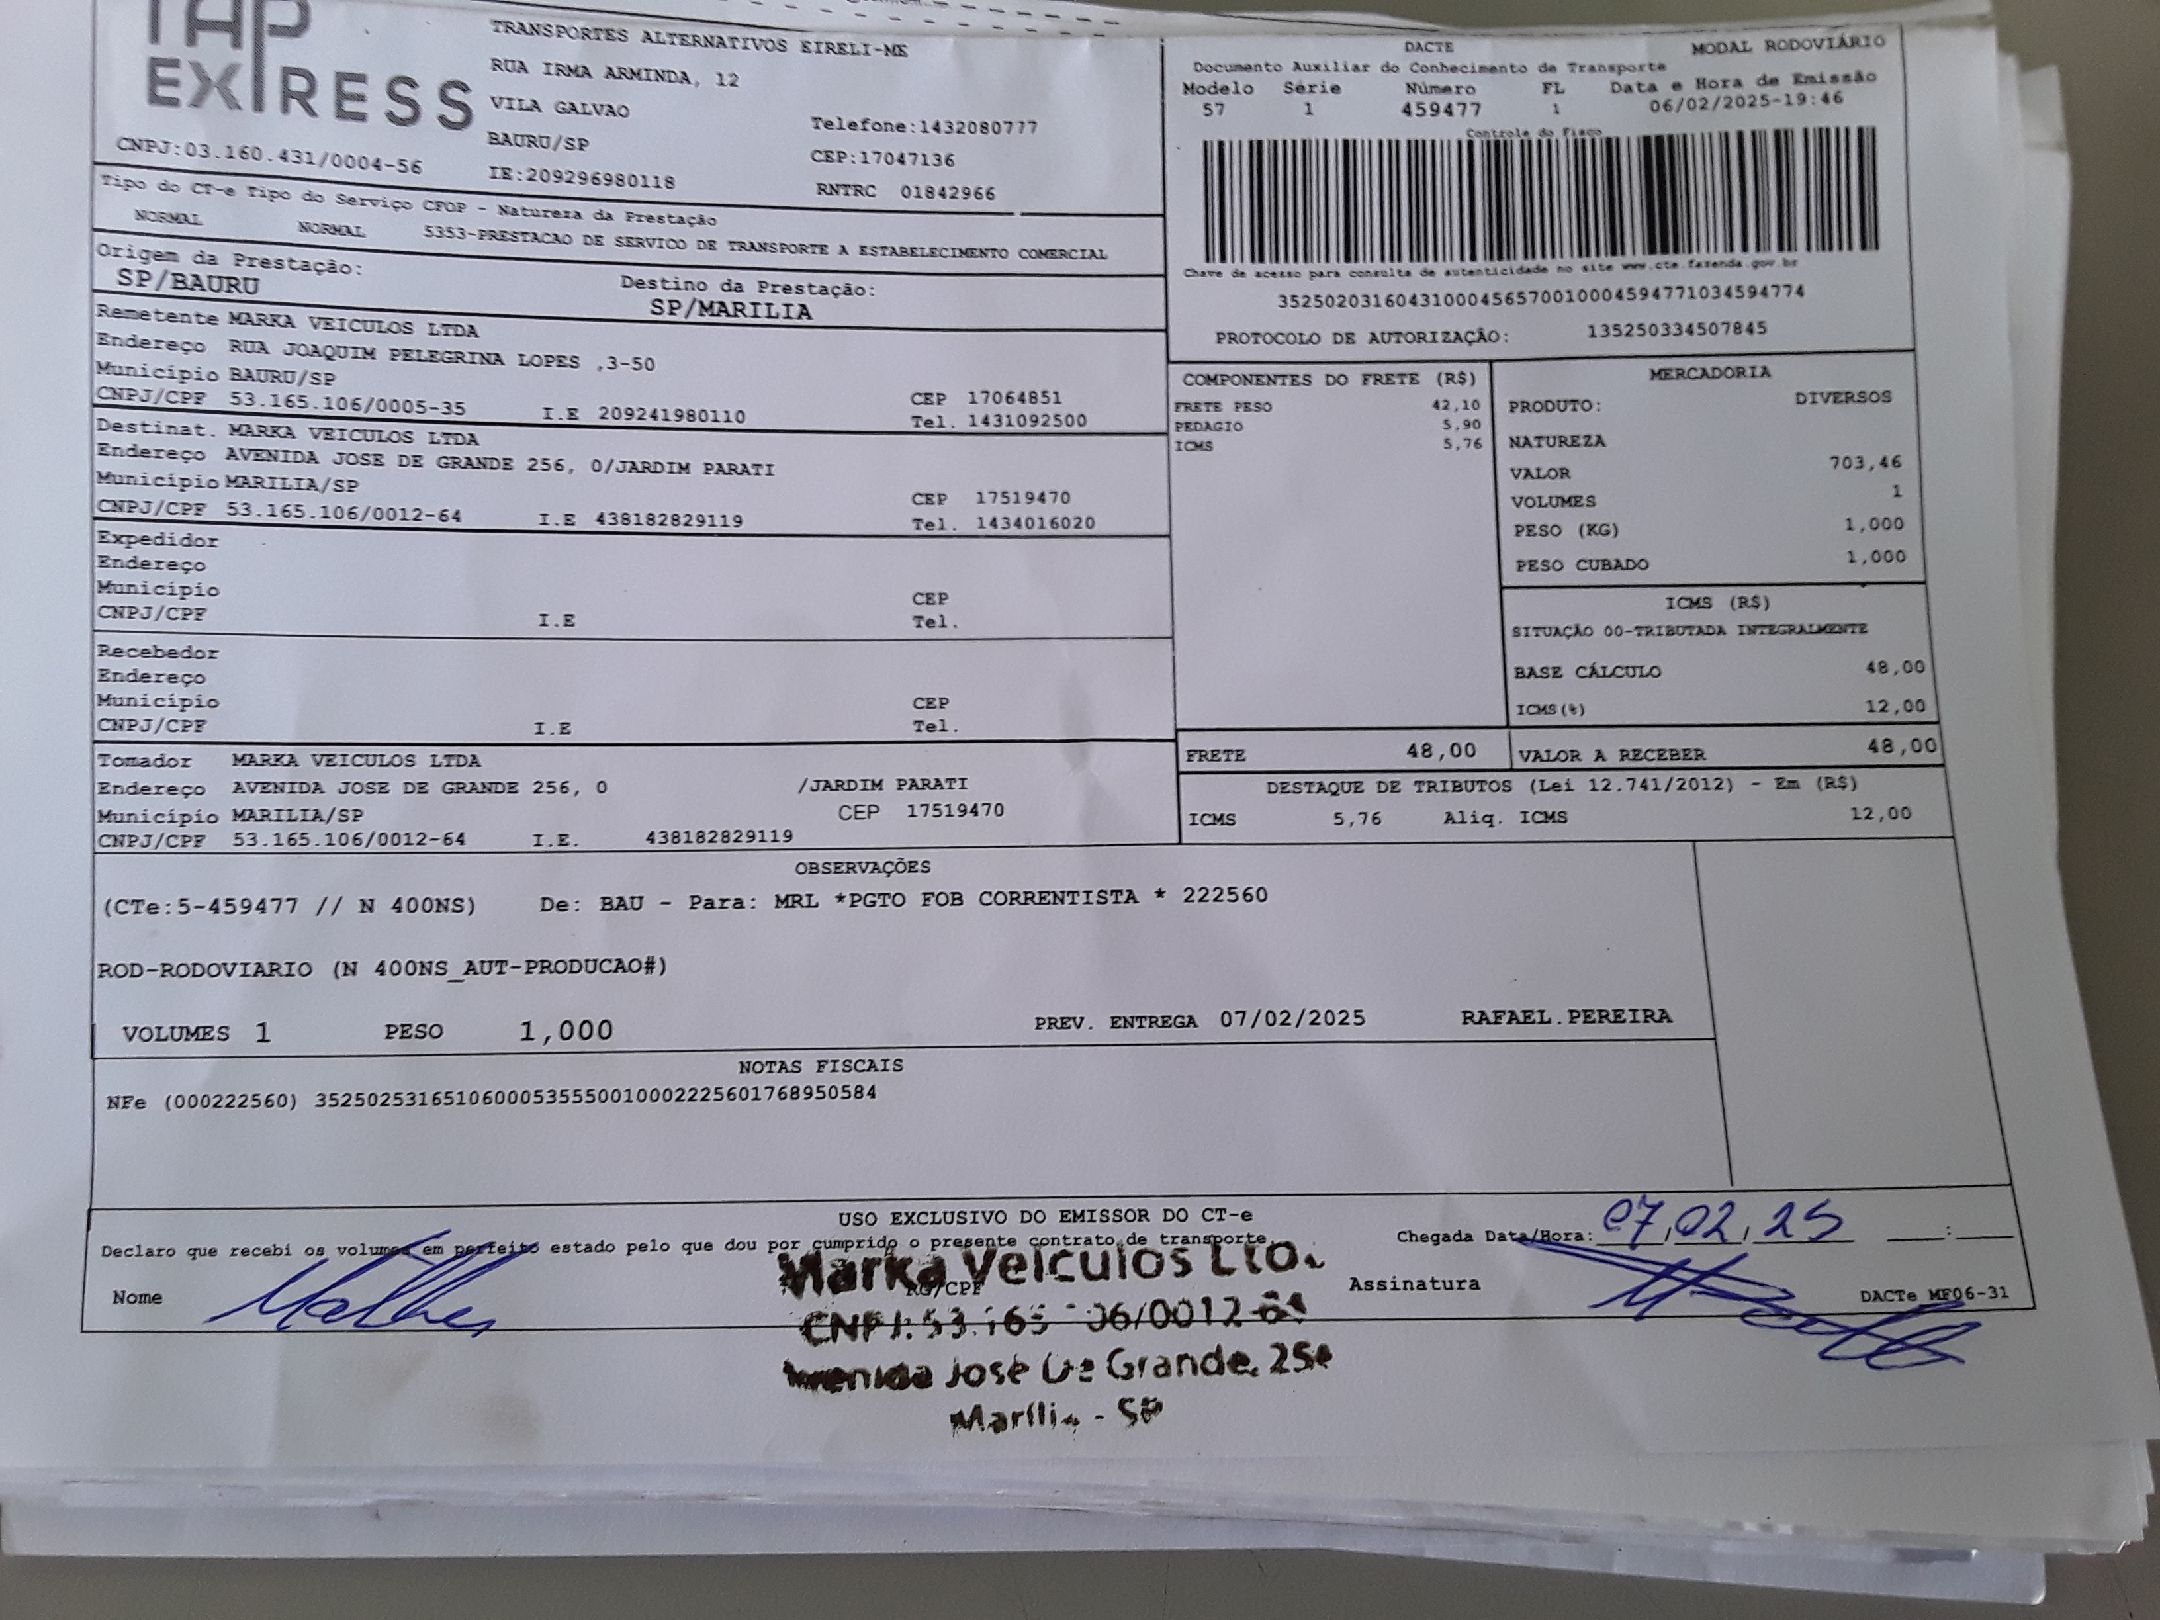 TAP
EXPRESS
CNPJ:03.160.431/0004-56
TRANSPORTES ALTERNATIVOS EIRELI-ME
RUA IRMA ARMINDA, 12
VILA GALVAO
BAURU/SP
IE:209296980118
Telefone:1432080777
CEP:17047136
RNTRC 01842966
DACTE MODAL RODOVIÁRIO
Documento Auxiliar do Conhecimento de Transporte
Modelo Série Número FL Data e Hora de Emissão
57 1 459477 1 06/02/2025-19:46
Controle do Fisco
Chave de acesso para consulta de autenticidade no site www.cte.fazenda.gov.br
35250203160431000456570010004594771034594774
PROTOCOLO DE AUTORIZAÇÃO: 135250334507845
Tipo do CT-e Tipo do Serviço CFOP - Natureza da Prestação
NORMAL NORMAL 5353-PRESTACAO DE SERVICO DE TRANSPORTE A ESTABELECIMENTO COMERCIAL
Origem da Prestação: Destino da Prestação:
SP/BAURU SP/MARILIA
Remetente MARKA VEICULOS LTDA
Endereço RUA JOAQUIM PELEGRINA LOPES ,3-50
Município BAURU/SP CEP 17064851
CNPJ/CPF 53.165.106/0005-35 I.E 209241980110 Tel. 1431092500
Destinat. MARKA VEICULOS LTDA
Endereço AVENIDA JOSE DE GRANDE 256, 0/JARDIM PARATI
Município MARILIA/SP CEP 17519470
CNPJ/CPF 53.165.106/0012-64 I.E 438182829119 Tel. 1434016020
Expedidor
Endereço
Município CEP
CNPJ/CPF I.E Tel.
Recebedor
Endereço
Município CEP
CNPJ/CPF I.E Tel.
Tomador MARKA VEICULOS LTDA
Endereço AVENIDA JOSE DE GRANDE 256, 0 /JARDIM PARATI
Município MARILIA/SP CEP 17519470
CNPJ/CPF 53.165.106/0012-64 I.E. 438182829119
COMPONENTES DO FRETE (R$)
FRETE PESO 42,10
PEDAGIO 5,90
ICMS 5,76
MERCADORIA
PRODUTO: DIVERSOS
NATUREZA
VALOR 703,46
VOLUMES 1
PESO (KG) 1,000
PESO CUBADO 1,000
ICMS (R$)
SITUAÇÃO 00-TRIBUTADA INTEGRALMENTE
BASE CÁLCULO 48,00
ICMS(%) 12,00
FRETE 48,00 VALOR A RECEBER 48,00
DESTAQUE DE TRIBUTOS (Lei 12.741/2012) - Em (R$)
ICMS 5,76 Aliq. ICMS 12,00
OBSERVAÇÕES
(CTe:5-459477 // N 400NS) De: BAU - Para: MRL *PGTO FOB CORRENTISTA * 222560
ROD-RODOVIARIO (N 400NS_AUT-PRODUCAO#)
VOLUMES 1 PESO 1,000 PREV. ENTREGA 07/02/2025 RAFAEL.PEREIRA
NOTAS FISCAIS
NFe (000222560) 35250253165106000535550010002225601768950584
USO EXCLUSIVO DO EMISSOR DO CT-e
Declaro que recebi os volumes em perfeito estado pelo que dou por cumprido o presente contrato de transporte.
Chegada Data/Hora: 07,02,25 :
Nome RG/CPF Assinatura DACTe MF06-31
Marka Veiculos Ltd.
CNPJ: 53.165 06/0012-64
Avenida José De Grande, 256
Marília - SP